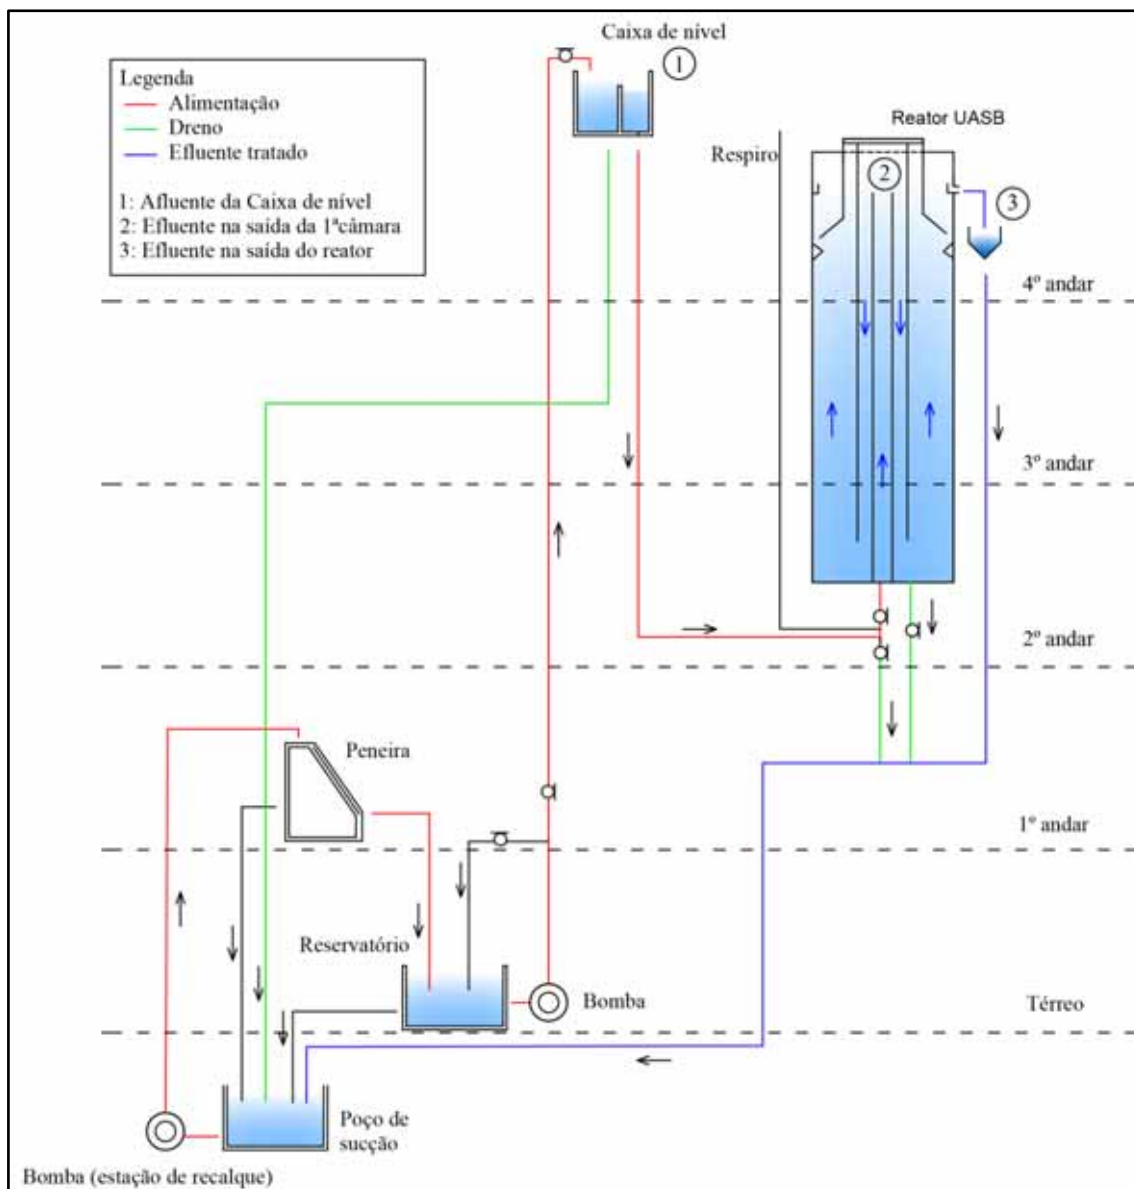 Caixa de nível
1
Legenda
Alimentação
Dreno
Efluente tratado
1: Afluente da Caixa de nível
2: Efluente na saída da 1ªcâmara
3: Efluente na saída do reator
Reator UASB
Respiro
2
3
4º andar
3º andar
2º andar
Peneira
1º andar
Reservatório
Bomba
Térreo
Poço de
sucção
Bomba (estação de recalque)